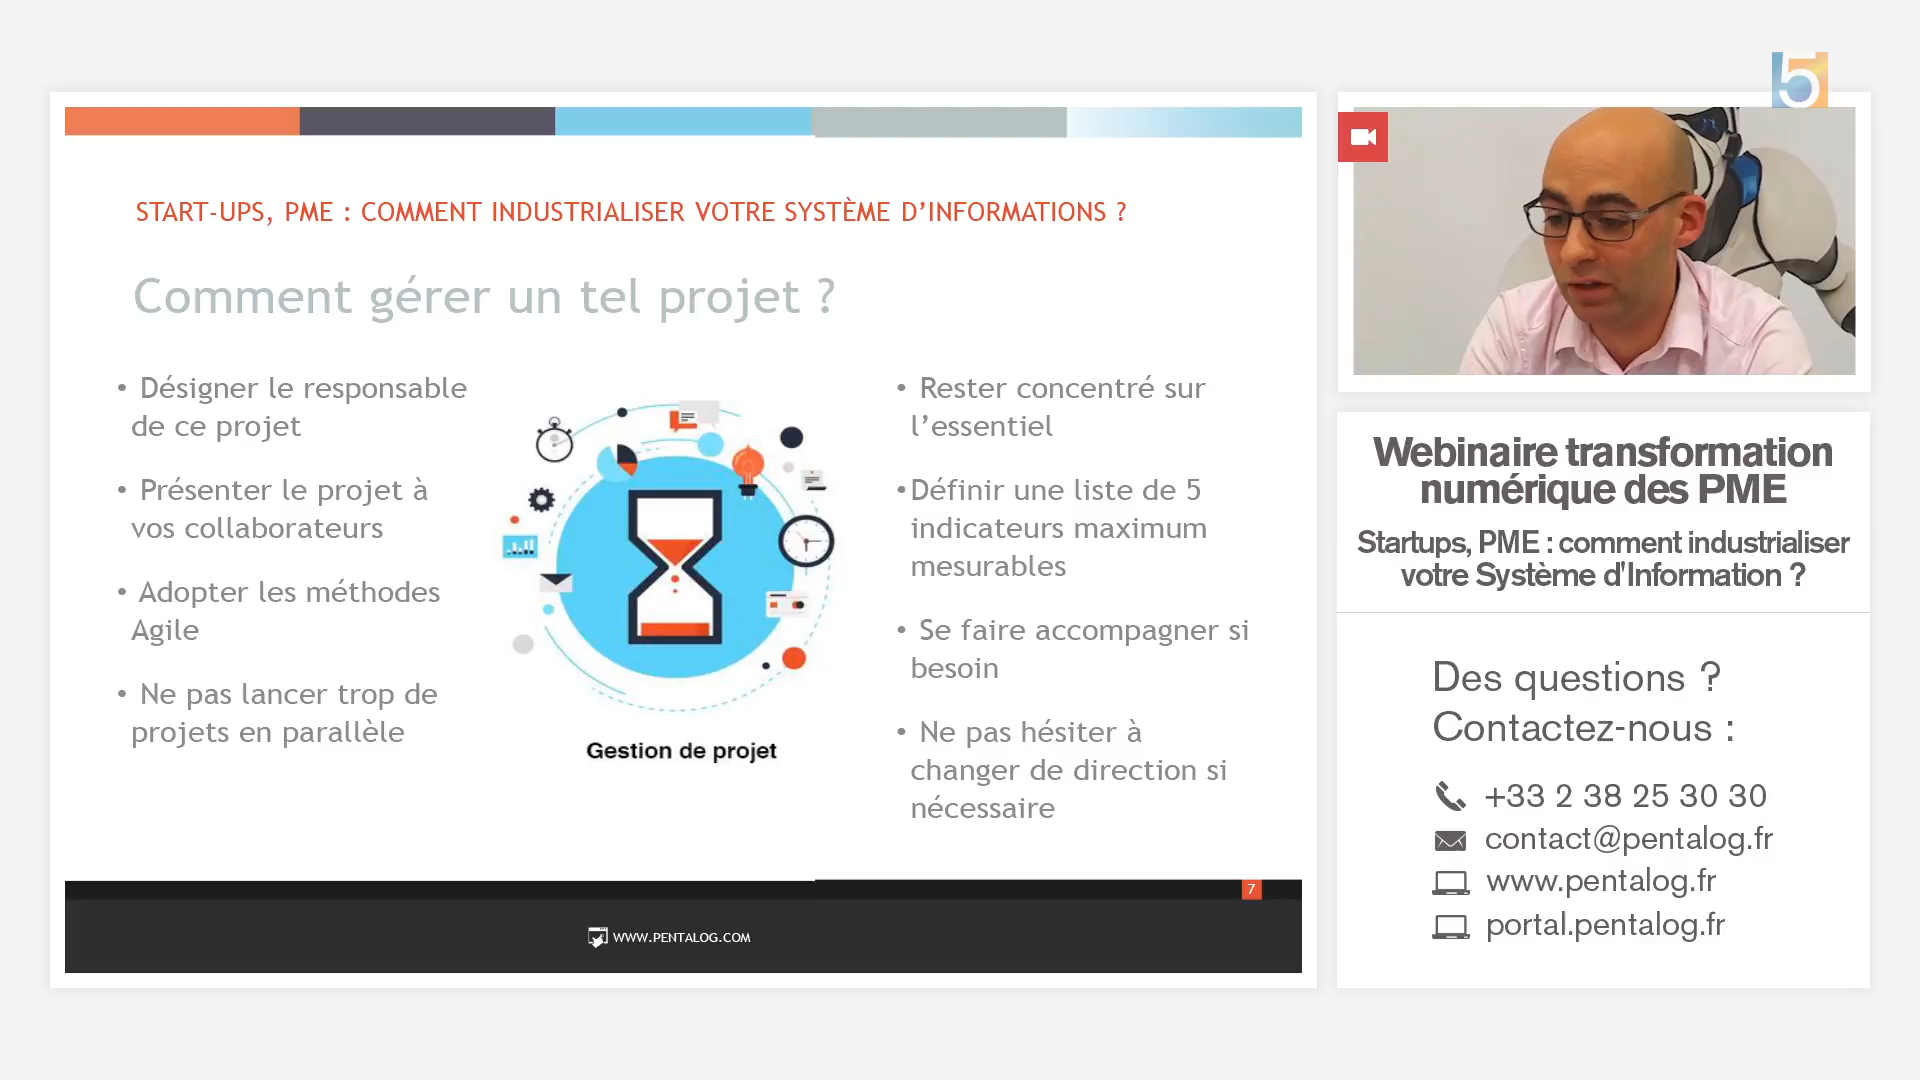 START-UPS, PME : COMMENT INDUSTRIALISER VOTRE SYSTÈME D’INFORMATIONS ?
Comment gérer un tel projet ?
• Désigner le responsable
de ce projet
• Présenter le projet à
vos collaborateurs
• Adopter les méthodes
Agile
• Ne pas lancer trop de
projets en parallèle
Gestion de projet
• Rester concentré sur
l’essentiel
•Définir une liste de 5
indicateurs maximum
mesurables
• Se faire accompagner si
besoin
• Ne pas hésiter à
changer de direction si
nécessaire
7
WWW.PENTALOG.COM
5
Webinaire transformation
numérique des PME
Startups, PME : comment industrialiser
votre Système d'Information ?
Des questions ?
Contactez-nous :
+33 2 38 25 30 30
contact@pentalog.fr
www.pentalog.fr
portal.pentalog.fr